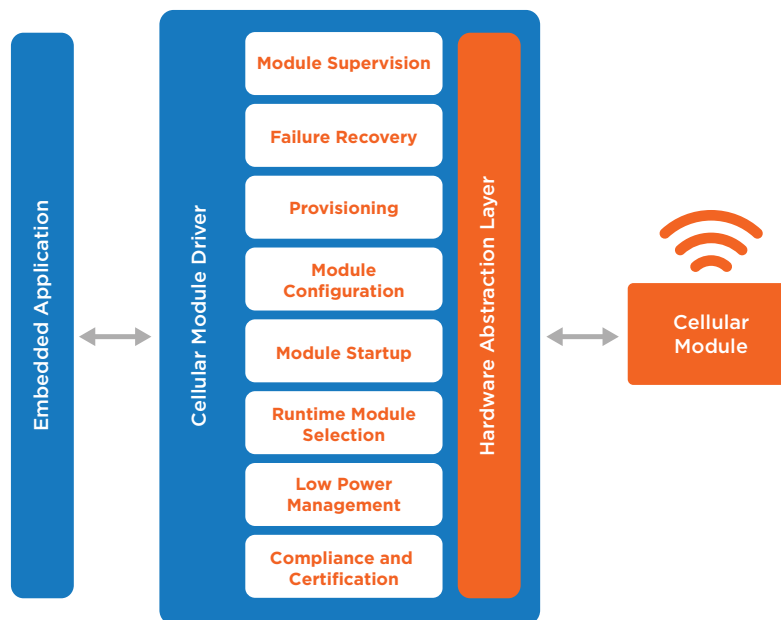 Embedded Application
Cellular Module Driver
Module Supervision
Failure Recovery
Provisioning
Module
Configuration
Module Startup
Runtime Module
Selection
Low Power
Management
Compliance and
Certification
Hardware Abstraction Layer
Cellular
Module